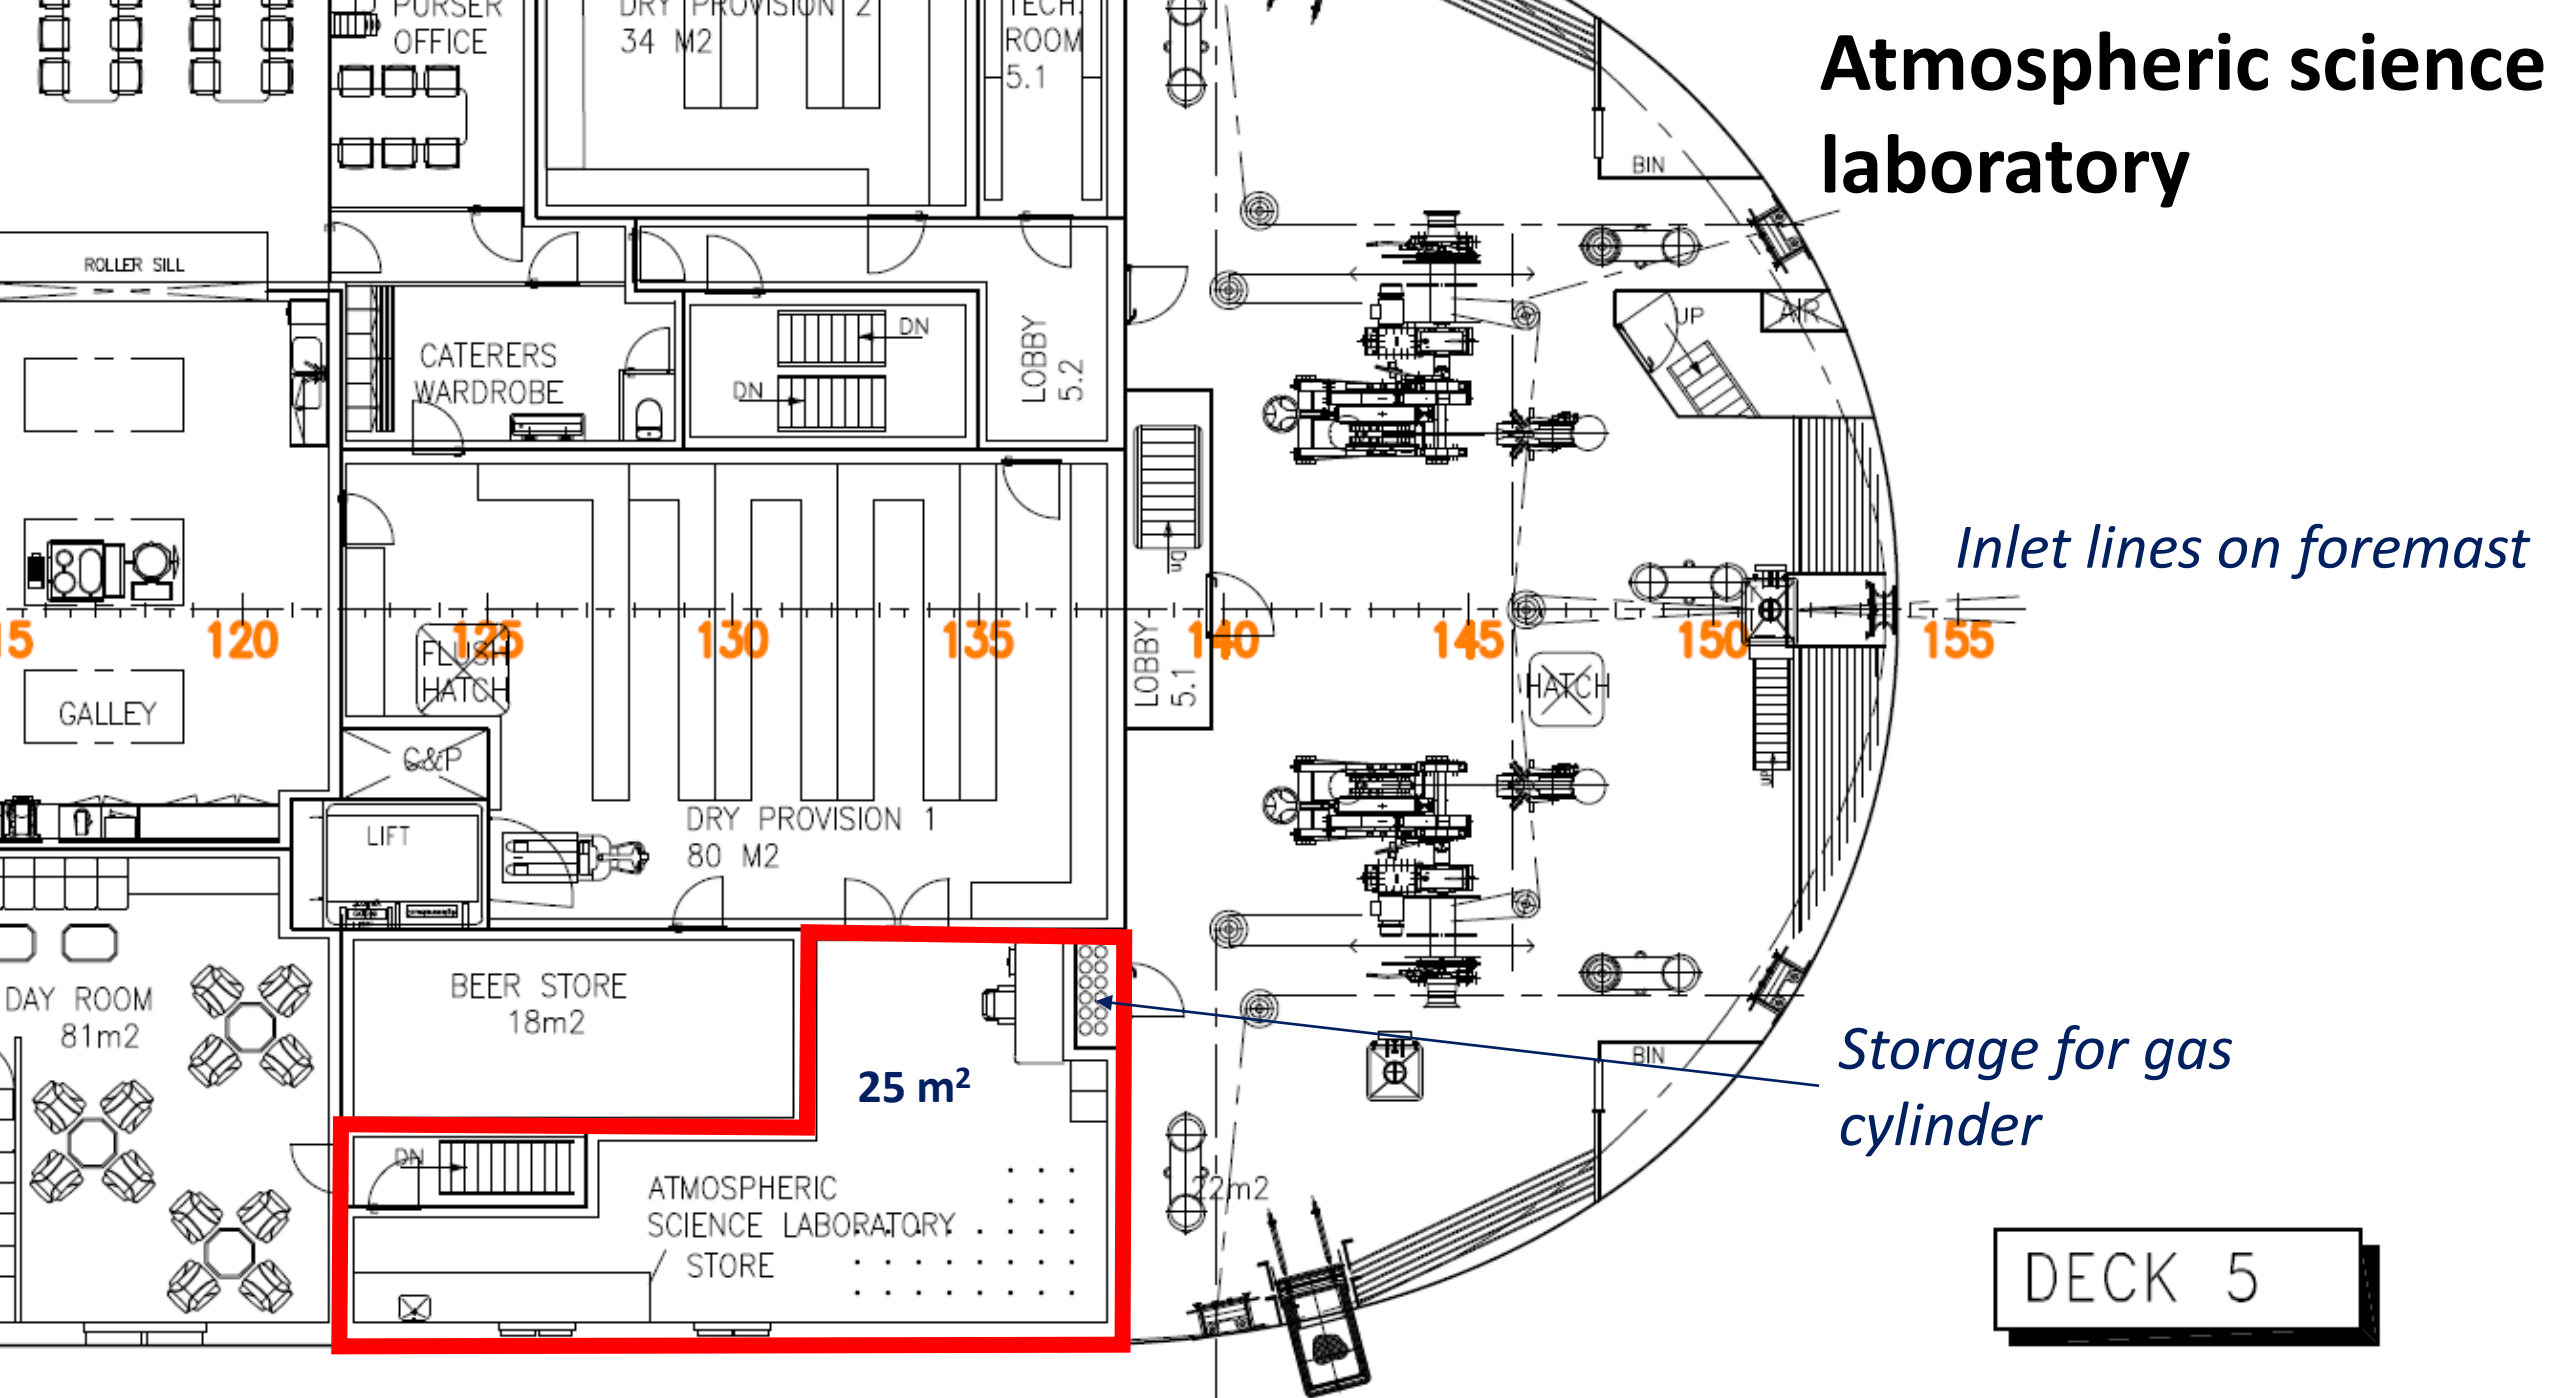 Atmospheric science
laboratory
PURSER
OFFICE
DRY PROVISION 2
34 M2
TECH.
ROOM
5.1
BIN
ROLLER SILL
UP
AIR
CATERERS
WARDROBE
DN
DN
LOBBY
5.2
Inlet lines on foremast
Dn
15
120
125
130
135
140
145
150
155
FLUSH
HATCH
LOBBY
5.1
HATCH
GALLEY
C&P
UP
LIFT
DRY PROVISION 1
80 M2
DAY ROOM
81m2
BEER STORE
18m2
25 m²
Storage for gas
cylinder
BIN
DN
ATMOSPHERIC
SCIENCE LABORATORY
STORE
22m2
DECK 5